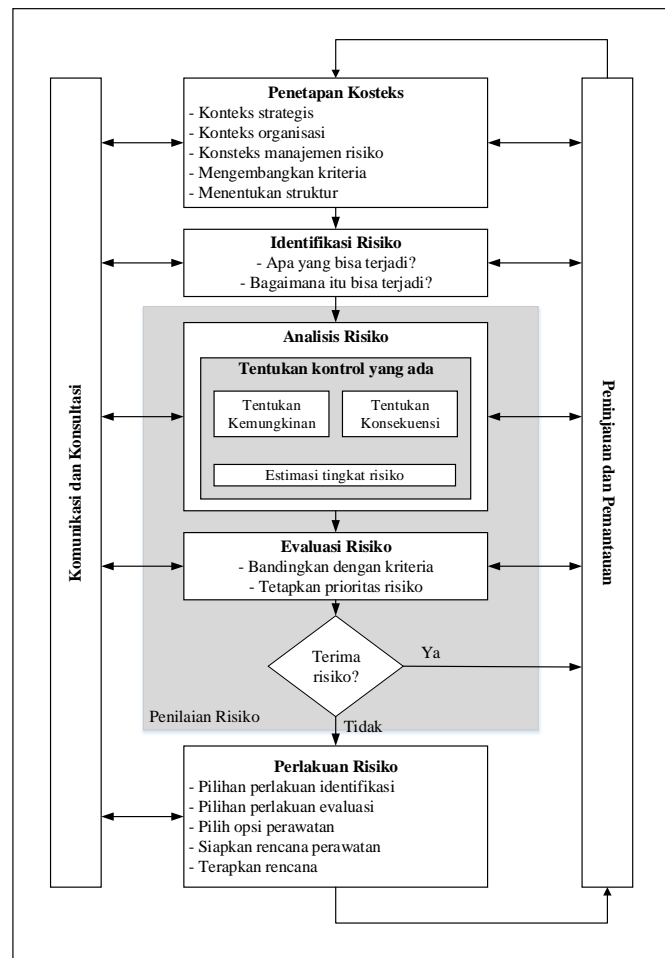 Penetapan Kosteks
- Konteks strategis
- Konteks organisasi
- Konsteks manajemen risiko
- Mengembangkan kriteria
- Menentukan struktur
Identifikasi Risiko
- Apa yang bisa terjadi?
- Bagaimana itu bisa terjadi?
Analisis Risiko
Tentukan kontrol yang ada
Tentukan
Kemungkinan
Tentukan
Konsekuensi
Estimasi tingkat risiko
Komunikasi dan Konsultasi
Peninjauan dan Pemantauan
Evaluasi Risiko
- Bandingkan dengan kriteria
- Tetapkan prioritas risiko
Terima
risiko?
Ya
Penilaian Risiko
Tidak
Perlakuan Risiko
- Pilihan perlakuan identifikasi
- Pilihan perlakuan evaluasi
- Pilih opsi perawatan
- Siapkan rencana perawatan
- Terapkan rencana